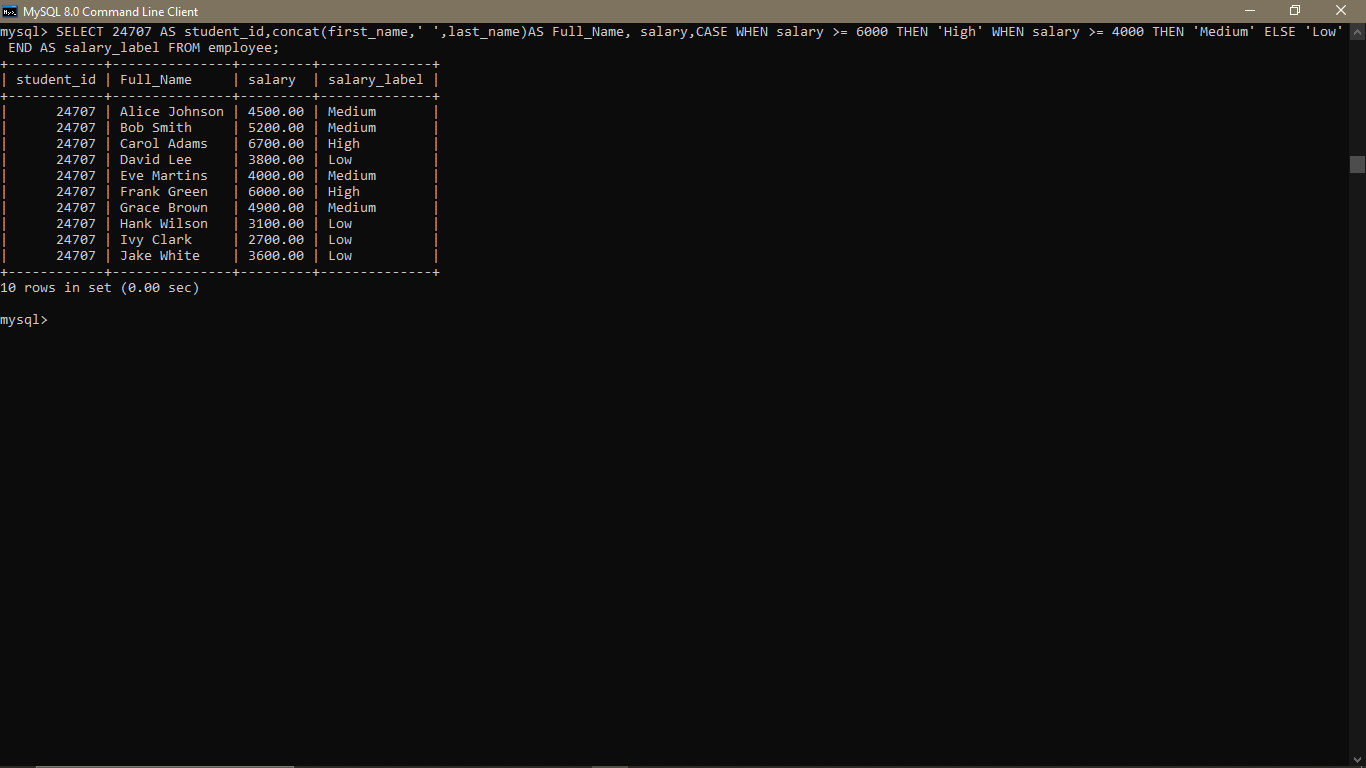 MySQL 8.0 Command Line Client
mysql> SELECT 24707 AS student_id,concat(first_name,' ',last_name)AS Full_Name, salary,CASE WHEN salary >= 6000 THEN 'High' WHEN salary >= 4000 THEN 'Medium' ELSE 'Low'
 END AS salary_label FROM employee;
+------------+---------------+---------+--------------+
| student_id | Full_Name     | salary  | salary_label |
+------------+---------------+---------+--------------+
|      24707 | Alice Johnson | 4500.00 | Medium       |
|      24707 | Bob Smith     | 5200.00 | Medium       |
|      24707 | Carol Adams   | 6700.00 | High         |
|      24707 | David Lee     | 3800.00 | Low          |
|      24707 | Eve Martins   | 4000.00 | Medium       |
|      24707 | Frank Green   | 6000.00 | High         |
|      24707 | Grace Brown   | 4900.00 | Medium       |
|      24707 | Hank Wilson   | 3100.00 | Low          |
|      24707 | Ivy Clark     | 2700.00 | Low          |
|      24707 | Jake White    | 3600.00 | Low          |
+------------+---------------+---------+--------------+
10 rows in set (0.00 sec)
mysql>